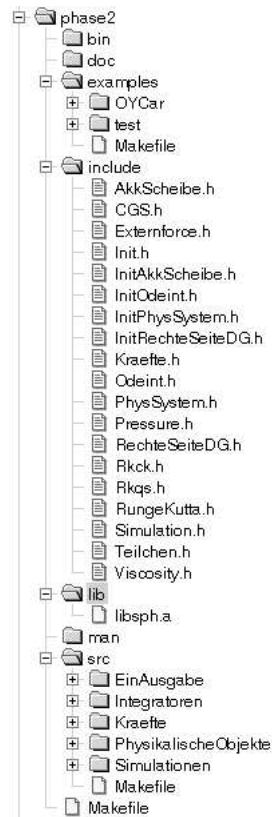 phase2
bin
doc
examples
OYCar
test
Makefile
include
AkkScheibe.h
CGS.h
Externforce.h
Init.h
InitAkkScheibe.h
InitOdeint.h
InitPhysSystem.h
InitRechteSeiteDG.h
Kraefte.h
Odeint.h
PhysSystem.h
Pressure.h
RechteSeiteDG.h
Rkck.h
Rkqs.h
RungeKutta.h
Simulation.h
Teilchen.h
Viscosity.h
lib
libsph.a
man
src
EinAusgabe
Integratoren
Kraefte
PhysikalischeObjekte
Simulationen
Makefile
Makefile